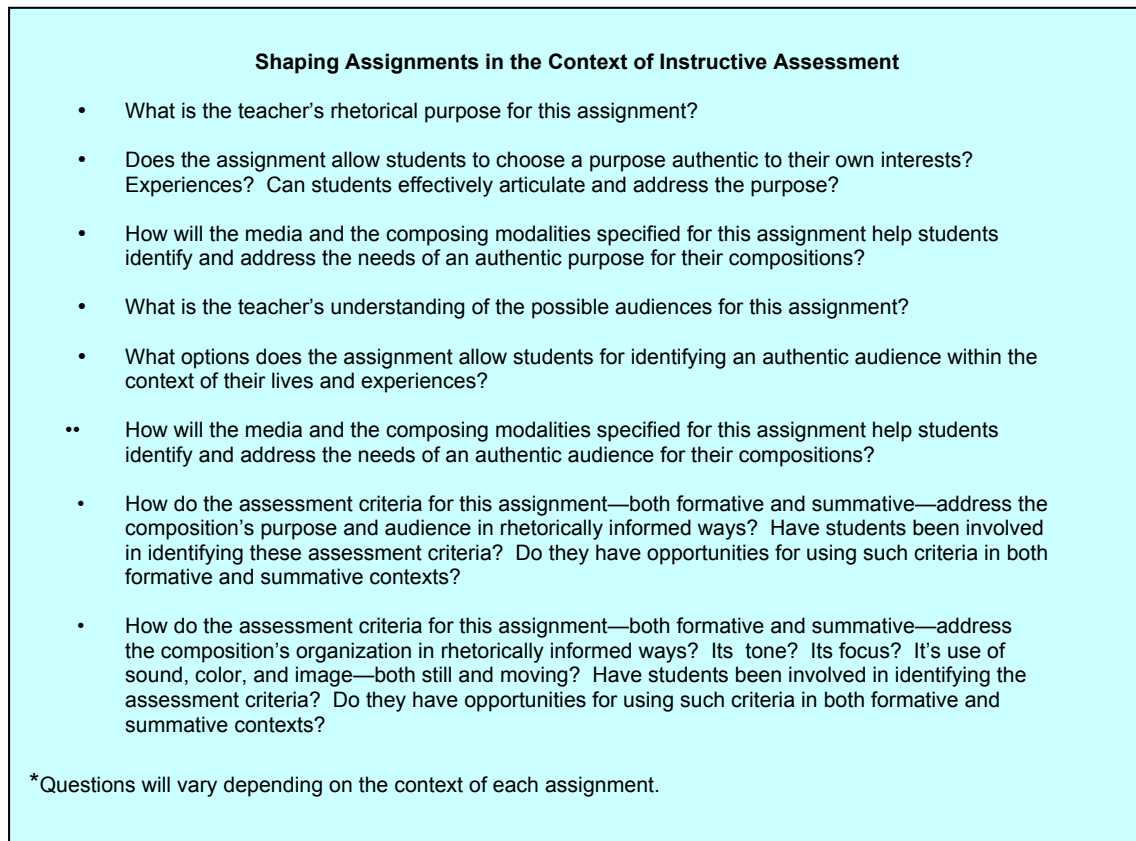 Shaping Assignments in the Context of Instructive Assessment
• What is the teacher’s rhetorical purpose for this assignment?
• Does the assignment allow students to choose a purpose authentic to their own interests?
Experiences? Can students effectively articulate and address the purpose?
• How will the media and the composing modalities specified for this assignment help students
identify and address the needs of an authentic purpose for their compositions?
• What is the teacher’s understanding of the possible audiences for this assignment?
• What options does the assignment allow students for identifying an authentic audience within the
context of their lives and experiences?
•• How will the media and the composing modalities specified for this assignment help students
identify and address the needs of an authentic audience for their compositions?
• How do the assessment criteria for this assignment—both formative and summative—address the
composition’s purpose and audience in rhetorically informed ways? Have students been involved
in identifying these assessment criteria? Do they have opportunities for using such criteria in both
formative and summative contexts?
• How do the assessment criteria for this assignment—both formative and summative—address
the composition’s organization in rhetorically informed ways? Its tone? Its focus? It’s use of
sound, color, and image—both still and moving? Have students been involved in identifying the
assessment criteria? Do they have opportunities for using such criteria in both formative and
summative contexts?
*Questions will vary depending on the context of each assignment.